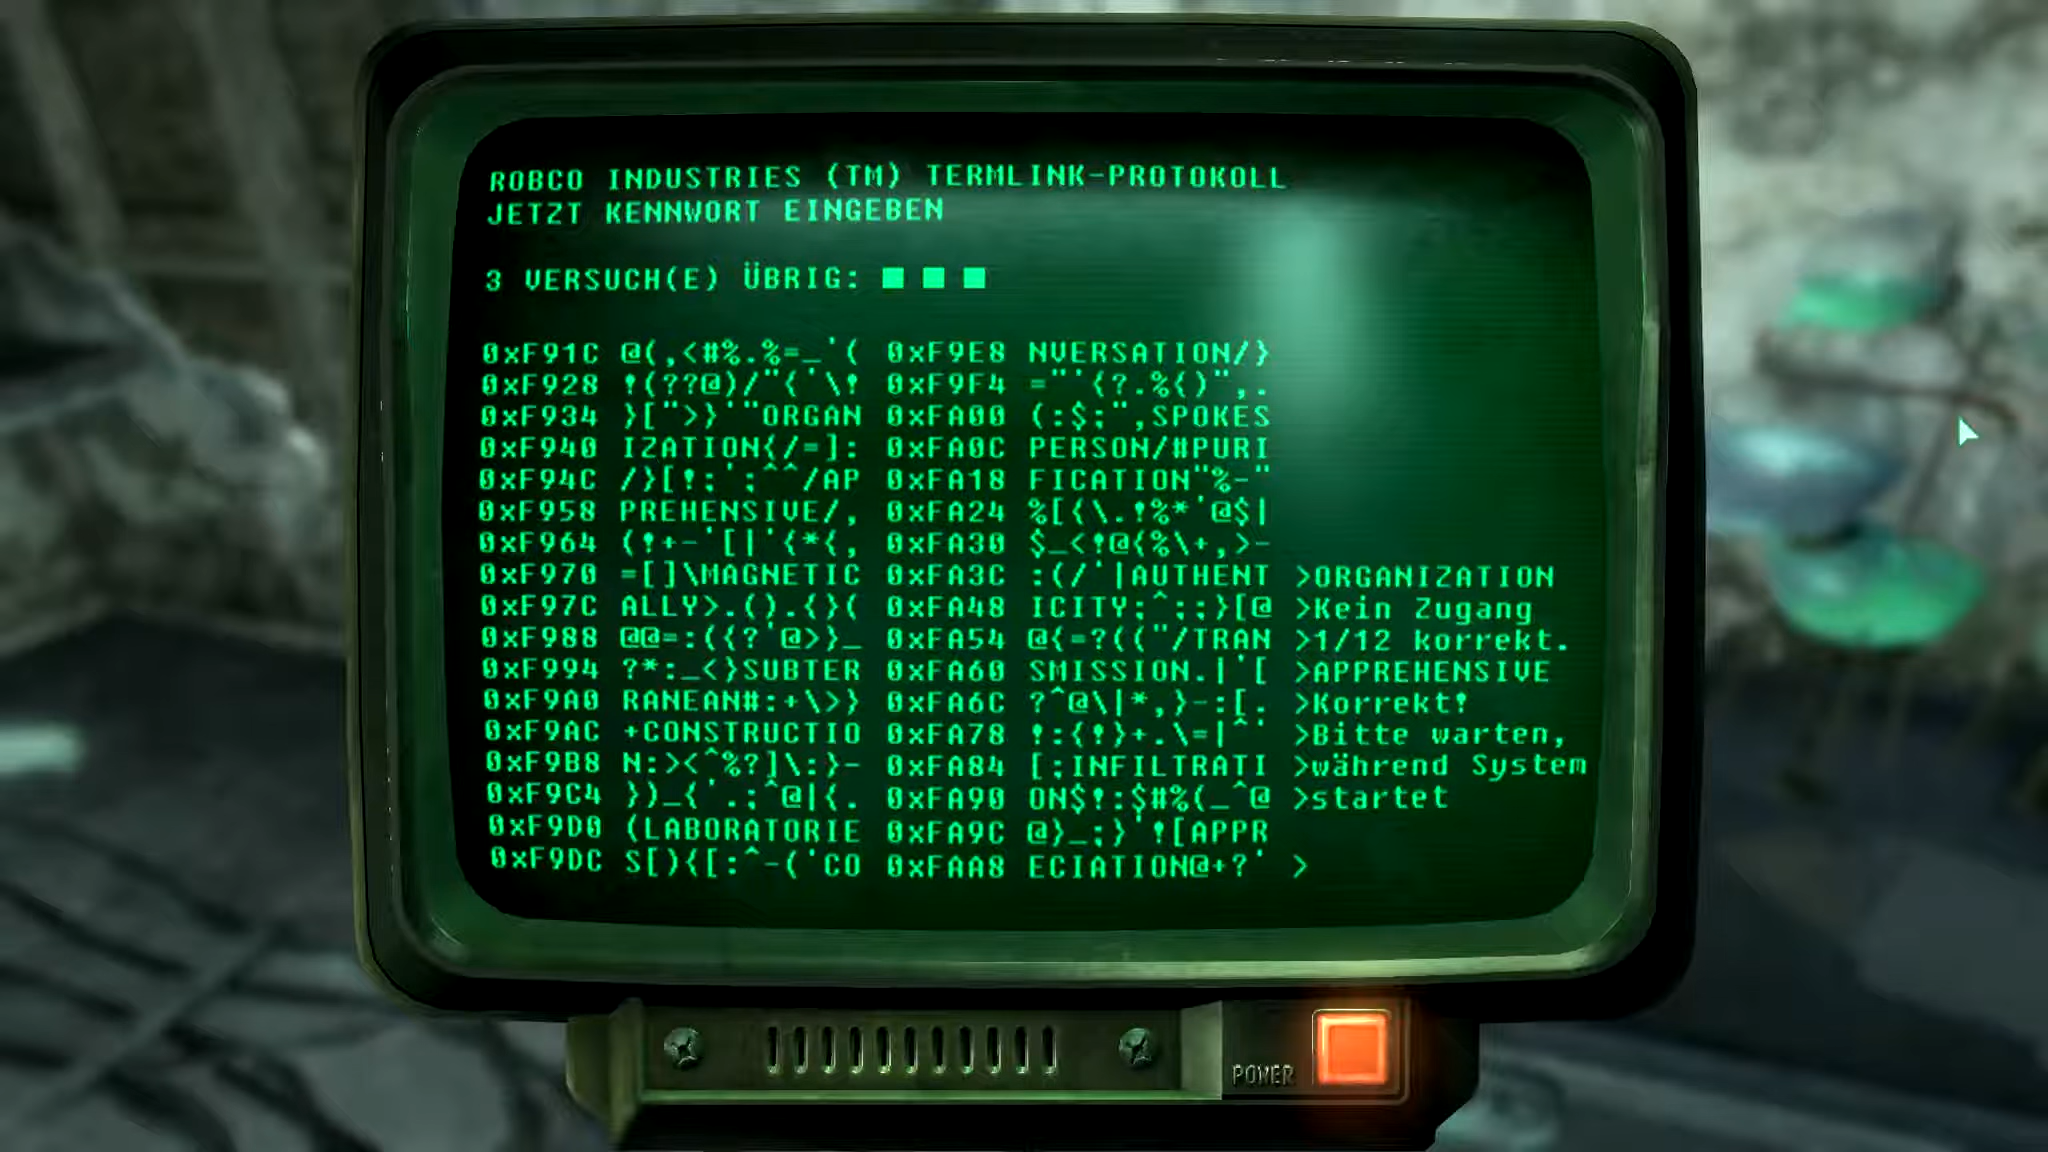 ROBCO INDUSTRIES (TM) TERMLINK-PROTOKOLL
JETZT KENNWORT EINGEBEN
3 VERSUCH(E) ÜBRIG: ■ ■ ■
0xF91C @(,<#%.%=_'( 0xF9E8 NVERSATION/}
0xF928 !(??@)/"{'\! 0xF9F4 ="'{?.%{)",.
0xF934 }[">}'"ORGAN 0xFA00 (:$;",SPOKES
0xF940 IZATION{/=]: 0xFA0C PERSON/#PURI
0xF94C /}[!:';^^/AP 0xFA18 FICATION"%-"
0xF958 PREHENSIVE/, 0xFA24 %[{\.!%*'@$|
0xF964 (!+-'[|'{*{, 0xFA30 $_<!@{%\+,>-
0xF970 =[]\MAGNETIC 0xFA3C :(/'|AUTHENT >ORGANIZATION
0xF97C ALLY>.().{}( 0xFA48 ICITY;^;;}[@ >Kein Zugang
0xF988 @@=:({?'@>}_ 0xFA54 @{=?(("/TRAN >1/12 korrekt.
0xF994 ?*:_<}SUBTER 0xFA60 SMISSION.|'[ >APPREHENSIVE
0xF9A0 RANEAN#:+\>} 0xFA6C ?^@\|*,}-:[. >Korrekt!
0xF9AC +CONSTRUCTIO 0xFA78 !:{!}+.\=|^' >Bitte warten,
0xF9B8 N:><^%?]\:}- 0xFA84 [;INFILTRATI >während System
0xF9C4 })_{'.;^@|{. 0xFA90 ON$!:$#%(_^@ >startet
0xF9D0 (LABORATORIE 0xFA9C @}_;}'![APPR
0xF9DC S[){[:^-('CO 0xFAA8 ECIATION@+?' >
POWER